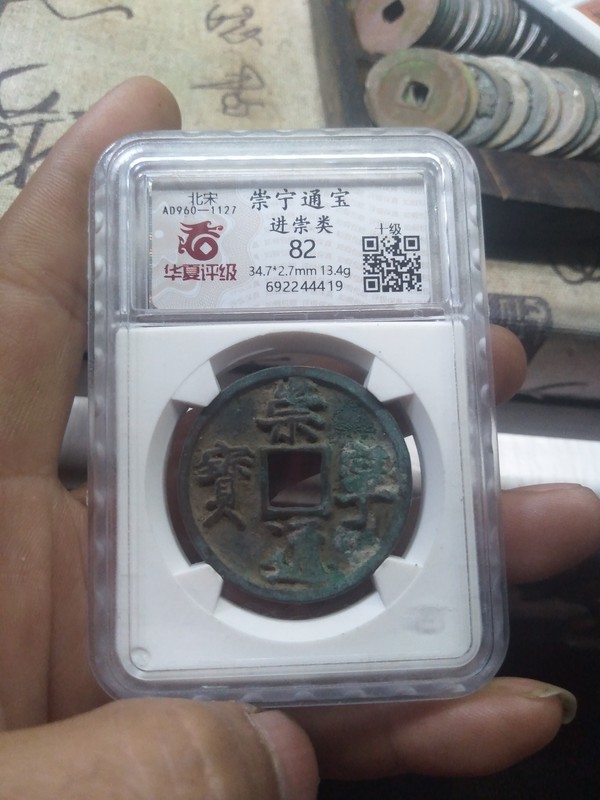 北宋
AD960—1127
崇宁通宝
进崇类
82
十级
34.7*2.7mm 13.4g
692244419
华夏评级
崇
寧
通
寶